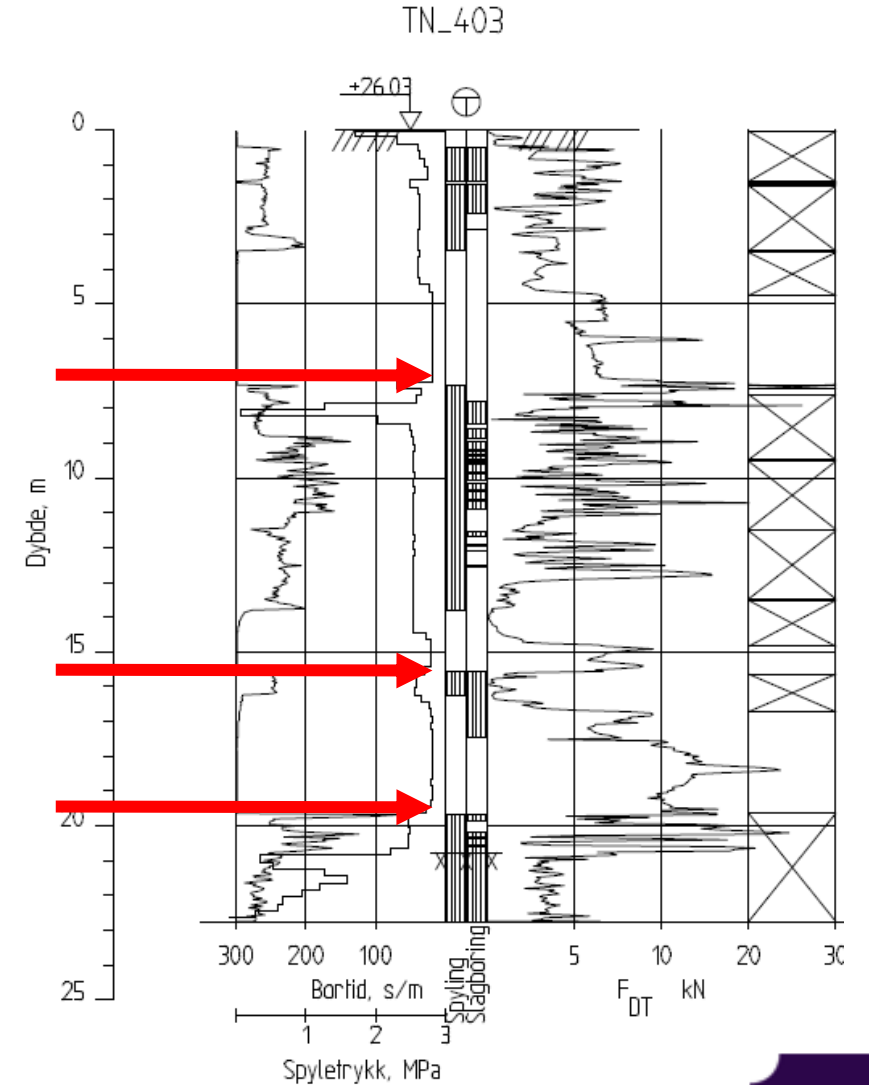 TN_403
+26.03
T
0
5
10
15
20
25
Dybde, m
300 200 100
Bortid, s/m
1 2 3
Spyletrykk, MPa
Spyling
Slagboring
5 10 20 30
F_DT kN